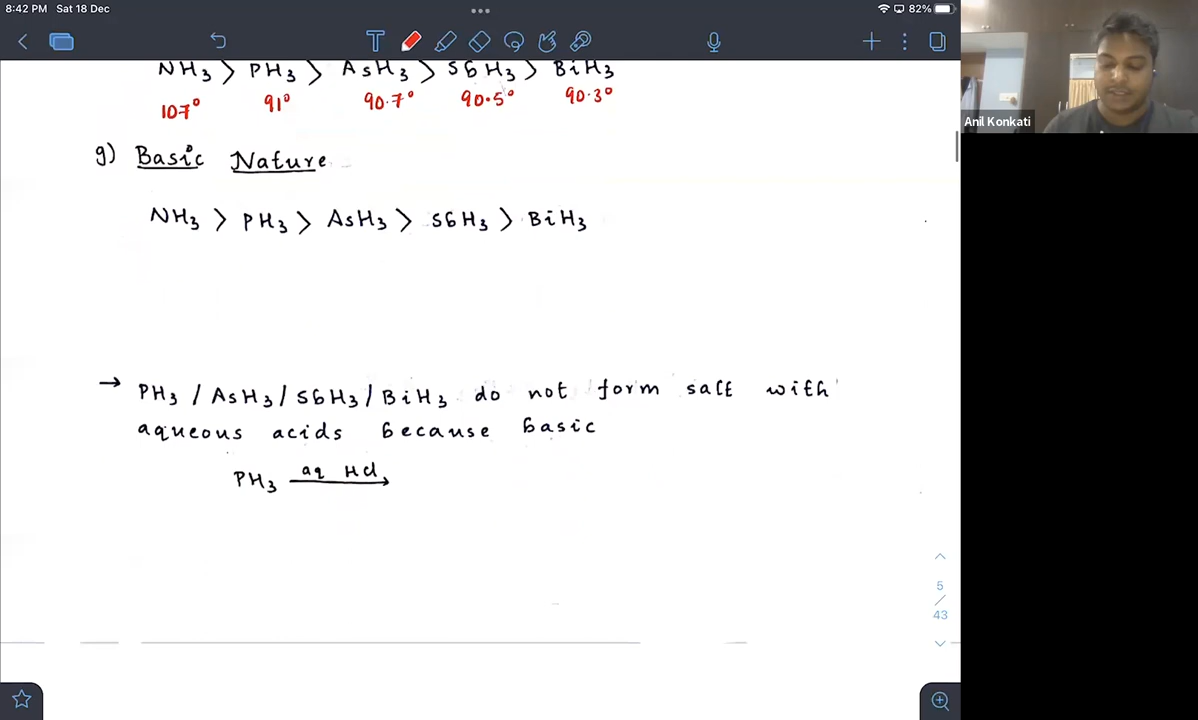 8:42 PM Sat 18 Dec
82%
NH3 > PH3 > AsH3 > SbH3 > BiH3
107° 91° 90.7° 90.5° 90.3°
Anil Konkati
g) Basic Nature
NH3 > PH3 > AsH3 > SbH3 > BiH3
→ PH3 / AsH3 / SbH3 / BiH3 do not form salt with
aqueous acids because basic
PH3 aq HCl →
5
/
43